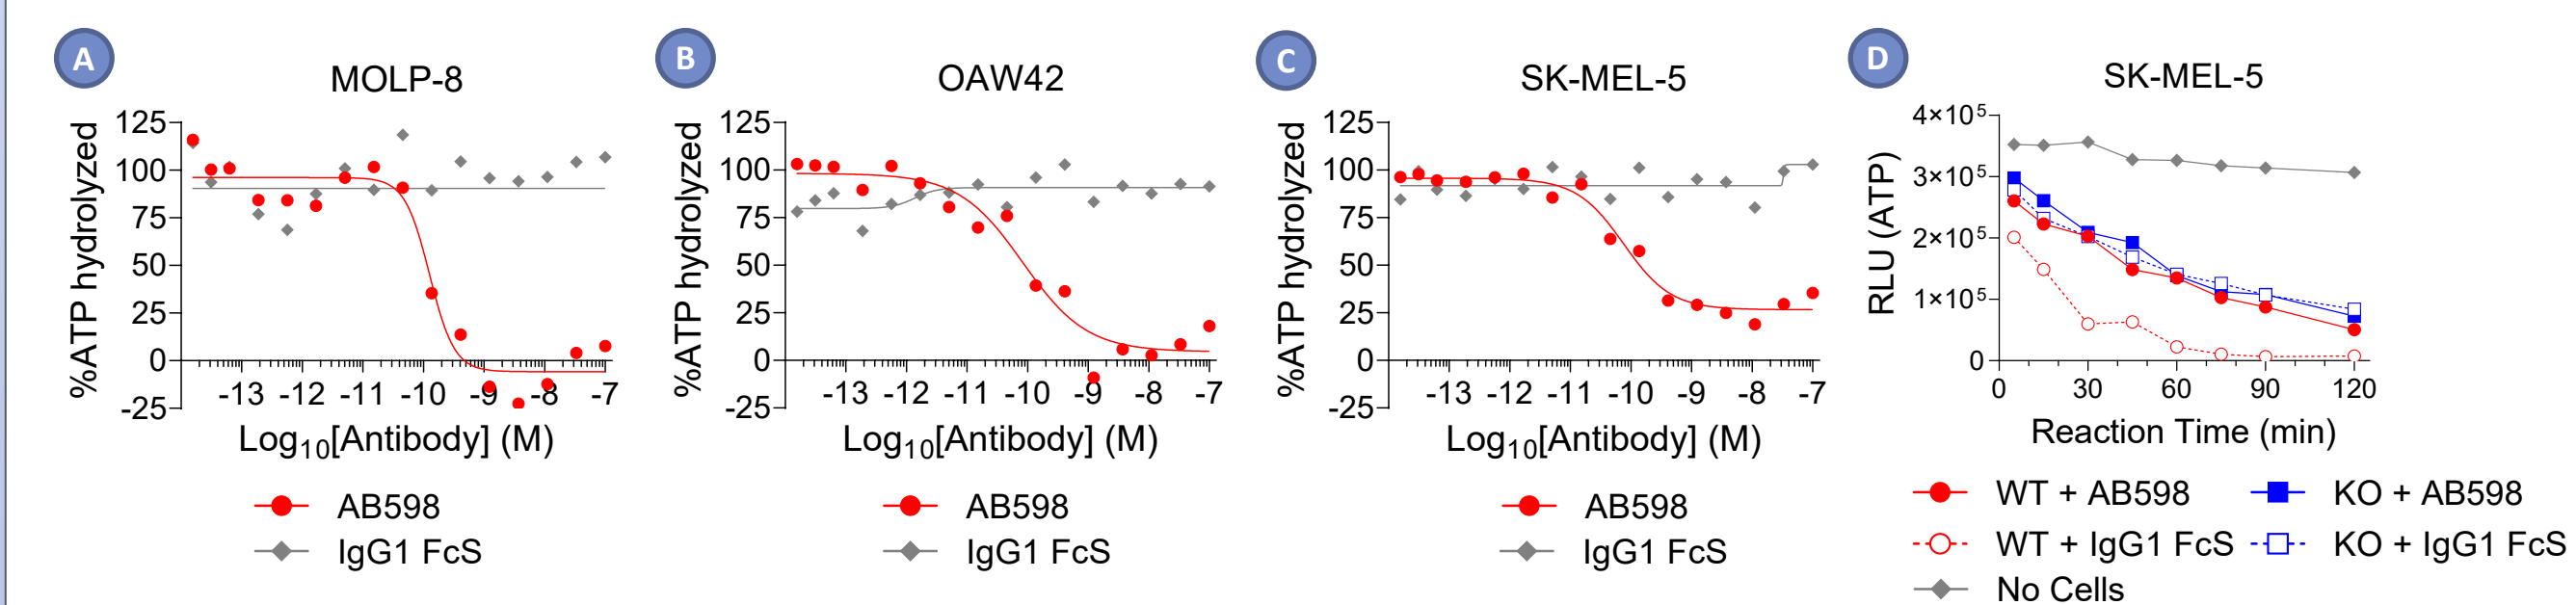 A
MOLP-8
%ATP hydrolyzed
125
100
75
50
25
0
-25
-13 -12 -11 -10 -9 -8 -7
Log10[Antibody] (M)
AB598
IgG1 FcS
B
OAW42
%ATP hydrolyzed
125
100
75
50
25
0
-25
-13 -12 -11 -10 -9 -8 -7
Log10[Antibody] (M)
AB598
IgG1 FcS
C
SK-MEL-5
%ATP hydrolyzed
125
100
75
50
25
0
-25
-13 -12 -11 -10 -9 -8 -7
Log10[Antibody] (M)
AB598
IgG1 FcS
D
SK-MEL-5
RLU (ATP)
4×10⁵
3×10⁵
2×10⁵
1×10⁵
0
0 30 60 90 120
Reaction Time (min)
WT + AB598
KO + AB598
WT + IgG1 FcS
KO + IgG1 FcS
No Cells